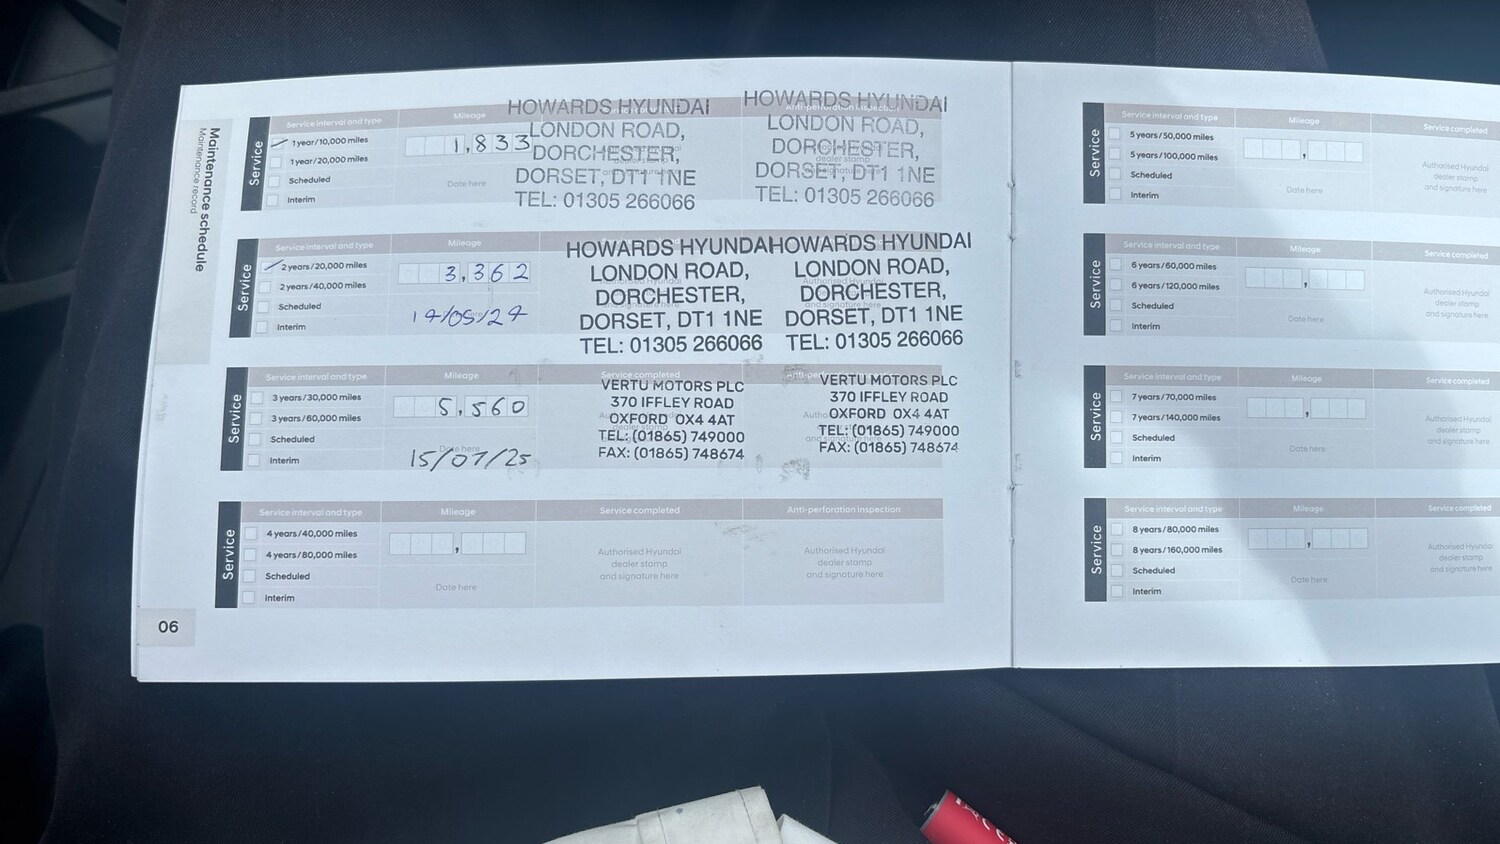 Maintenance schedule
Maintenance record
Service
Service interval and type
Mileage
1 year/10,000 miles
1 year/20,000 miles
Scheduled
Interim
1,833
Date here
HOWARDS HYUNDAI
LONDON ROAD,
DORCHESTER,
DORSET, DT1 1NE
TEL: 01305 266066
Anti-perforation inspection
HOWARDS HYUNDAI
LONDON ROAD,
DORCHESTER,
DORSET, DT1 1NE
TEL: 01305 266066
Service
Service interval and type
Mileage
2 years/20,000 miles
2 years/40,000 miles
Scheduled
Interim
3,362
HOWARDS HYUNDAI
LONDON ROAD,
DORCHESTER,
DORSET, DT1 1NE
TEL: 01305 266066
HOWARDS HYUNDAI
LONDON ROAD,
DORCHESTER,
DORSET, DT1 1NE
TEL: 01305 266066
Service
Service interval and type
Mileage
Service completed
3 years/30,000 miles
3 years/60,000 miles
Scheduled
Interim
5,560
Date here
15/07/25
VERTU MOTORS PLC
370 IFFLEY ROAD
OXFORD OX4 4AT
TEL: (01865) 749000
FAX: (01865) 748674
VERTU MOTORS PLC
370 IFFLEY ROAD
OXFORD OX4 4AT
TEL: (01865) 749000
FAX: (01865) 748674
Service
Service interval and type
Mileage
Service completed
Anti-perforation inspection
4 years/40,000 miles
4 years/80,000 miles
Scheduled
Interim
Date here
Authorised Hyundai
dealer stamp
and signature here
Authorised Hyundai
dealer stamp
and signature here
06
Service
Service interval and type
Mileage
Service completed
5 years/50,000 miles
5 years/100,000 miles
Scheduled
Interim
Date here
Authorised Hyundai
dealer stamp
and signature here
Service
Service interval and type
Mileage
Service completed
6 years/60,000 miles
6 years/120,000 miles
Scheduled
Interim
Date here
Authorised Hyundai
dealer stamp
and signature here
Service
Service interval and type
Mileage
Service completed
7 years/70,000 miles
7 years/140,000 miles
Scheduled
Interim
Date here
Authorised Hyundai
dealer stamp
and signature here
Service
Service interval and type
Mileage
Service completed
8 years/80,000 miles
8 years/160,000 miles
Scheduled
Interim
Date here
Authorised Hyundai
dealer stamp
and signature here